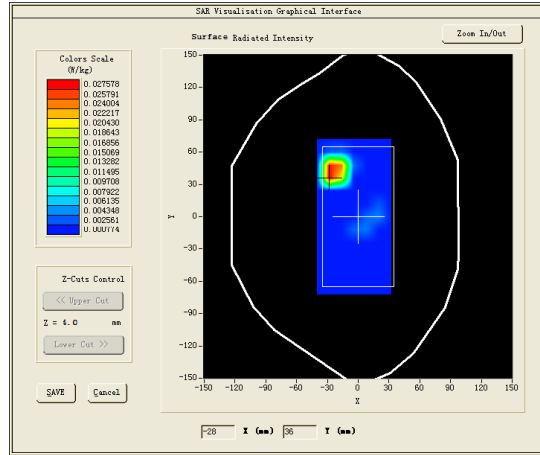 SAR Visualisation Graphical Interface
Surface Radiated Intensity
Zoom In/Out
Colors Scale
(W/kg)
0.027578
0.025791
0.024004
0.022217
0.020430
0.018643
0.016856
0.015069
0.013282
0.011495
0.009708
0.007922
0.006135
0.004348
0.002561
0.000774
Z-Cuts Control
<< Upper Cut
Z = 4.0 mm
Lower Cut >>
SAVE Cancel
150
120
90
60
30
0
-30
-60
-90
-120
-150
Y
-150 -120 -90 -60 -30 0 30 60 90 120 150
X
-28 X (mm) 36 Y (mm)